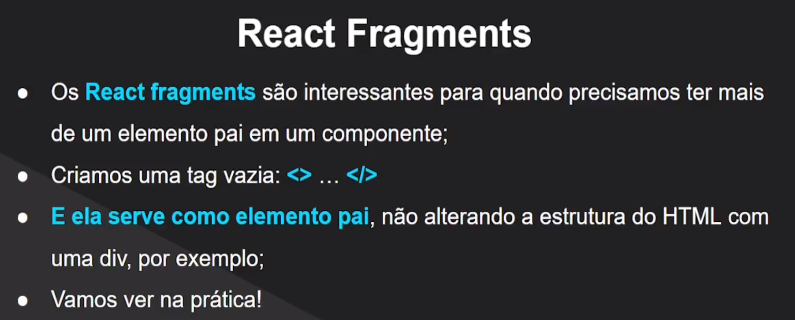 React Fragments
● Os React fragments são interessantes para quando precisamos ter mais
de um elemento pai em um componente;
● Criamos uma tag vazia: <> … </>
● E ela serve como elemento pai, não alterando a estrutura do HTML com
uma div, por exemplo;
● Vamos ver na prática!